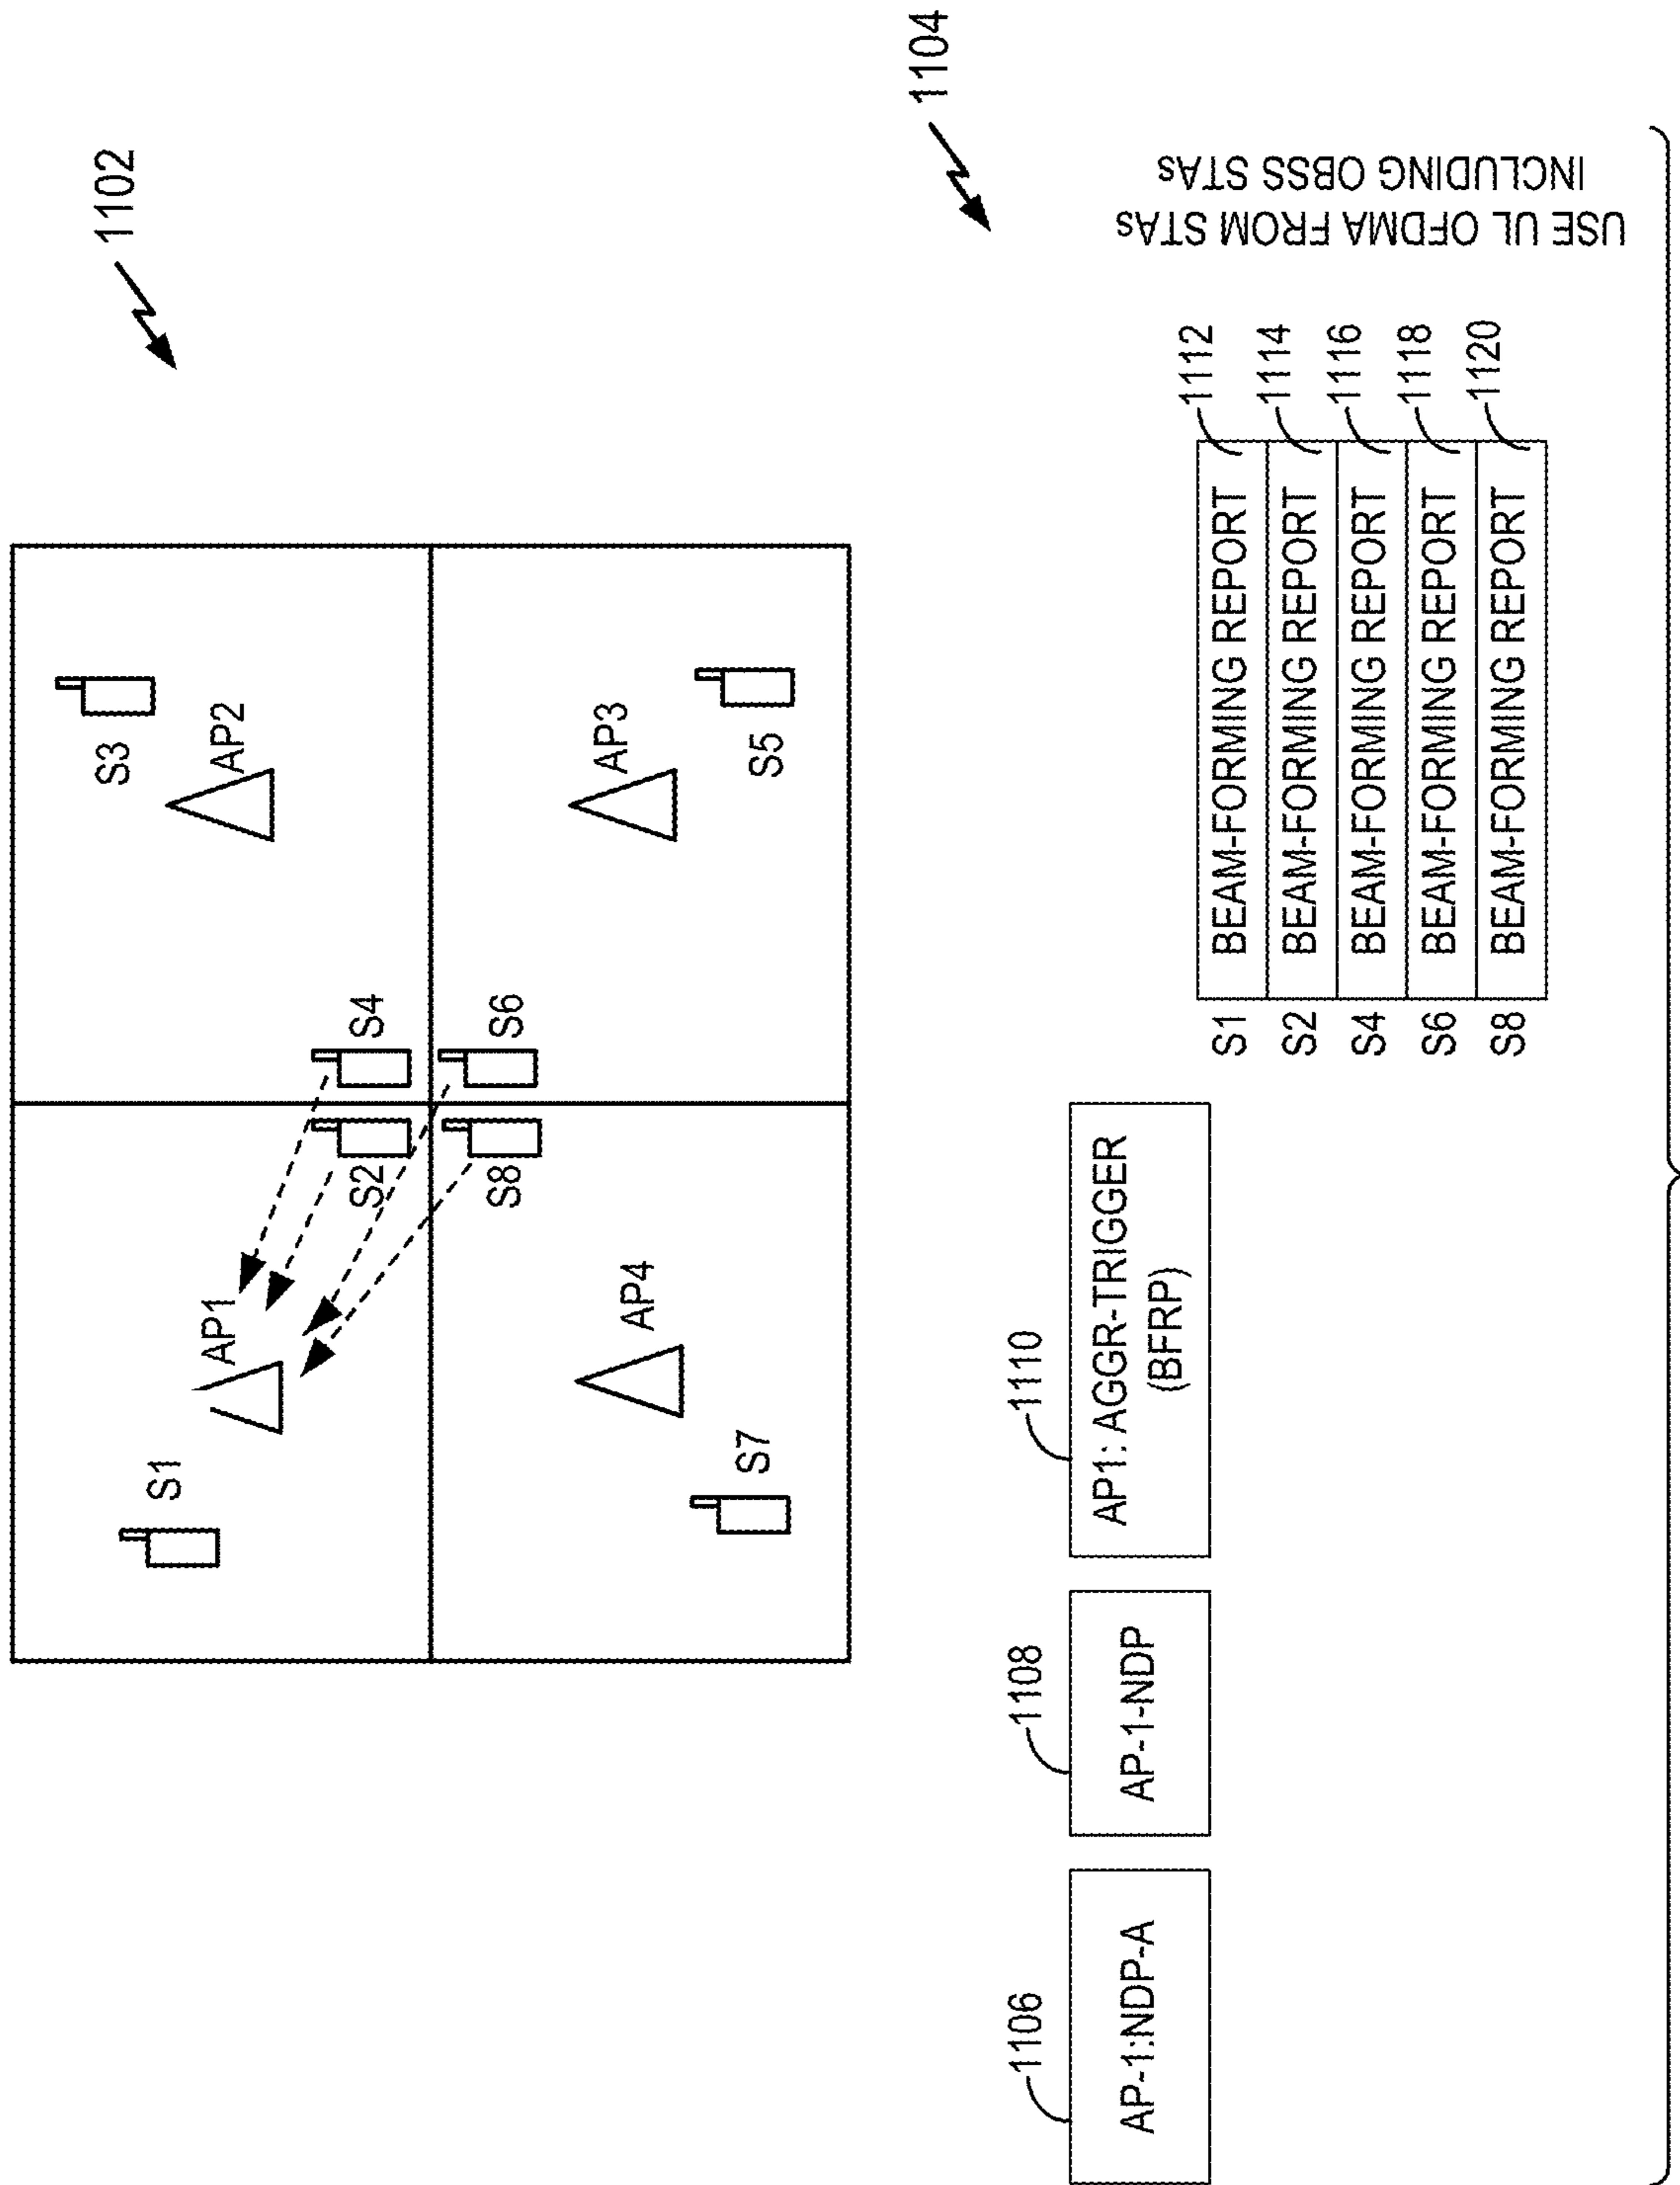 1102
S1
AP1
S2
S4
S3
AP2
S7
AP4
S8
S6
AP3
S5
1104
1106
AP-1:NDP-A
1108
AP-1-NDP
1110
AP1: AGGR-TRIGGER
(BFRP)
S1 BEAM-FORMING REPORT 1112
S2 BEAM-FORMING REPORT 1114
S4 BEAM-FORMING REPORT 1116
S6 BEAM-FORMING REPORT 1118
S8 BEAM-FORMING REPORT 1120
USE UL OFDMA FROM STAs
INCLUDING OBSS STAs